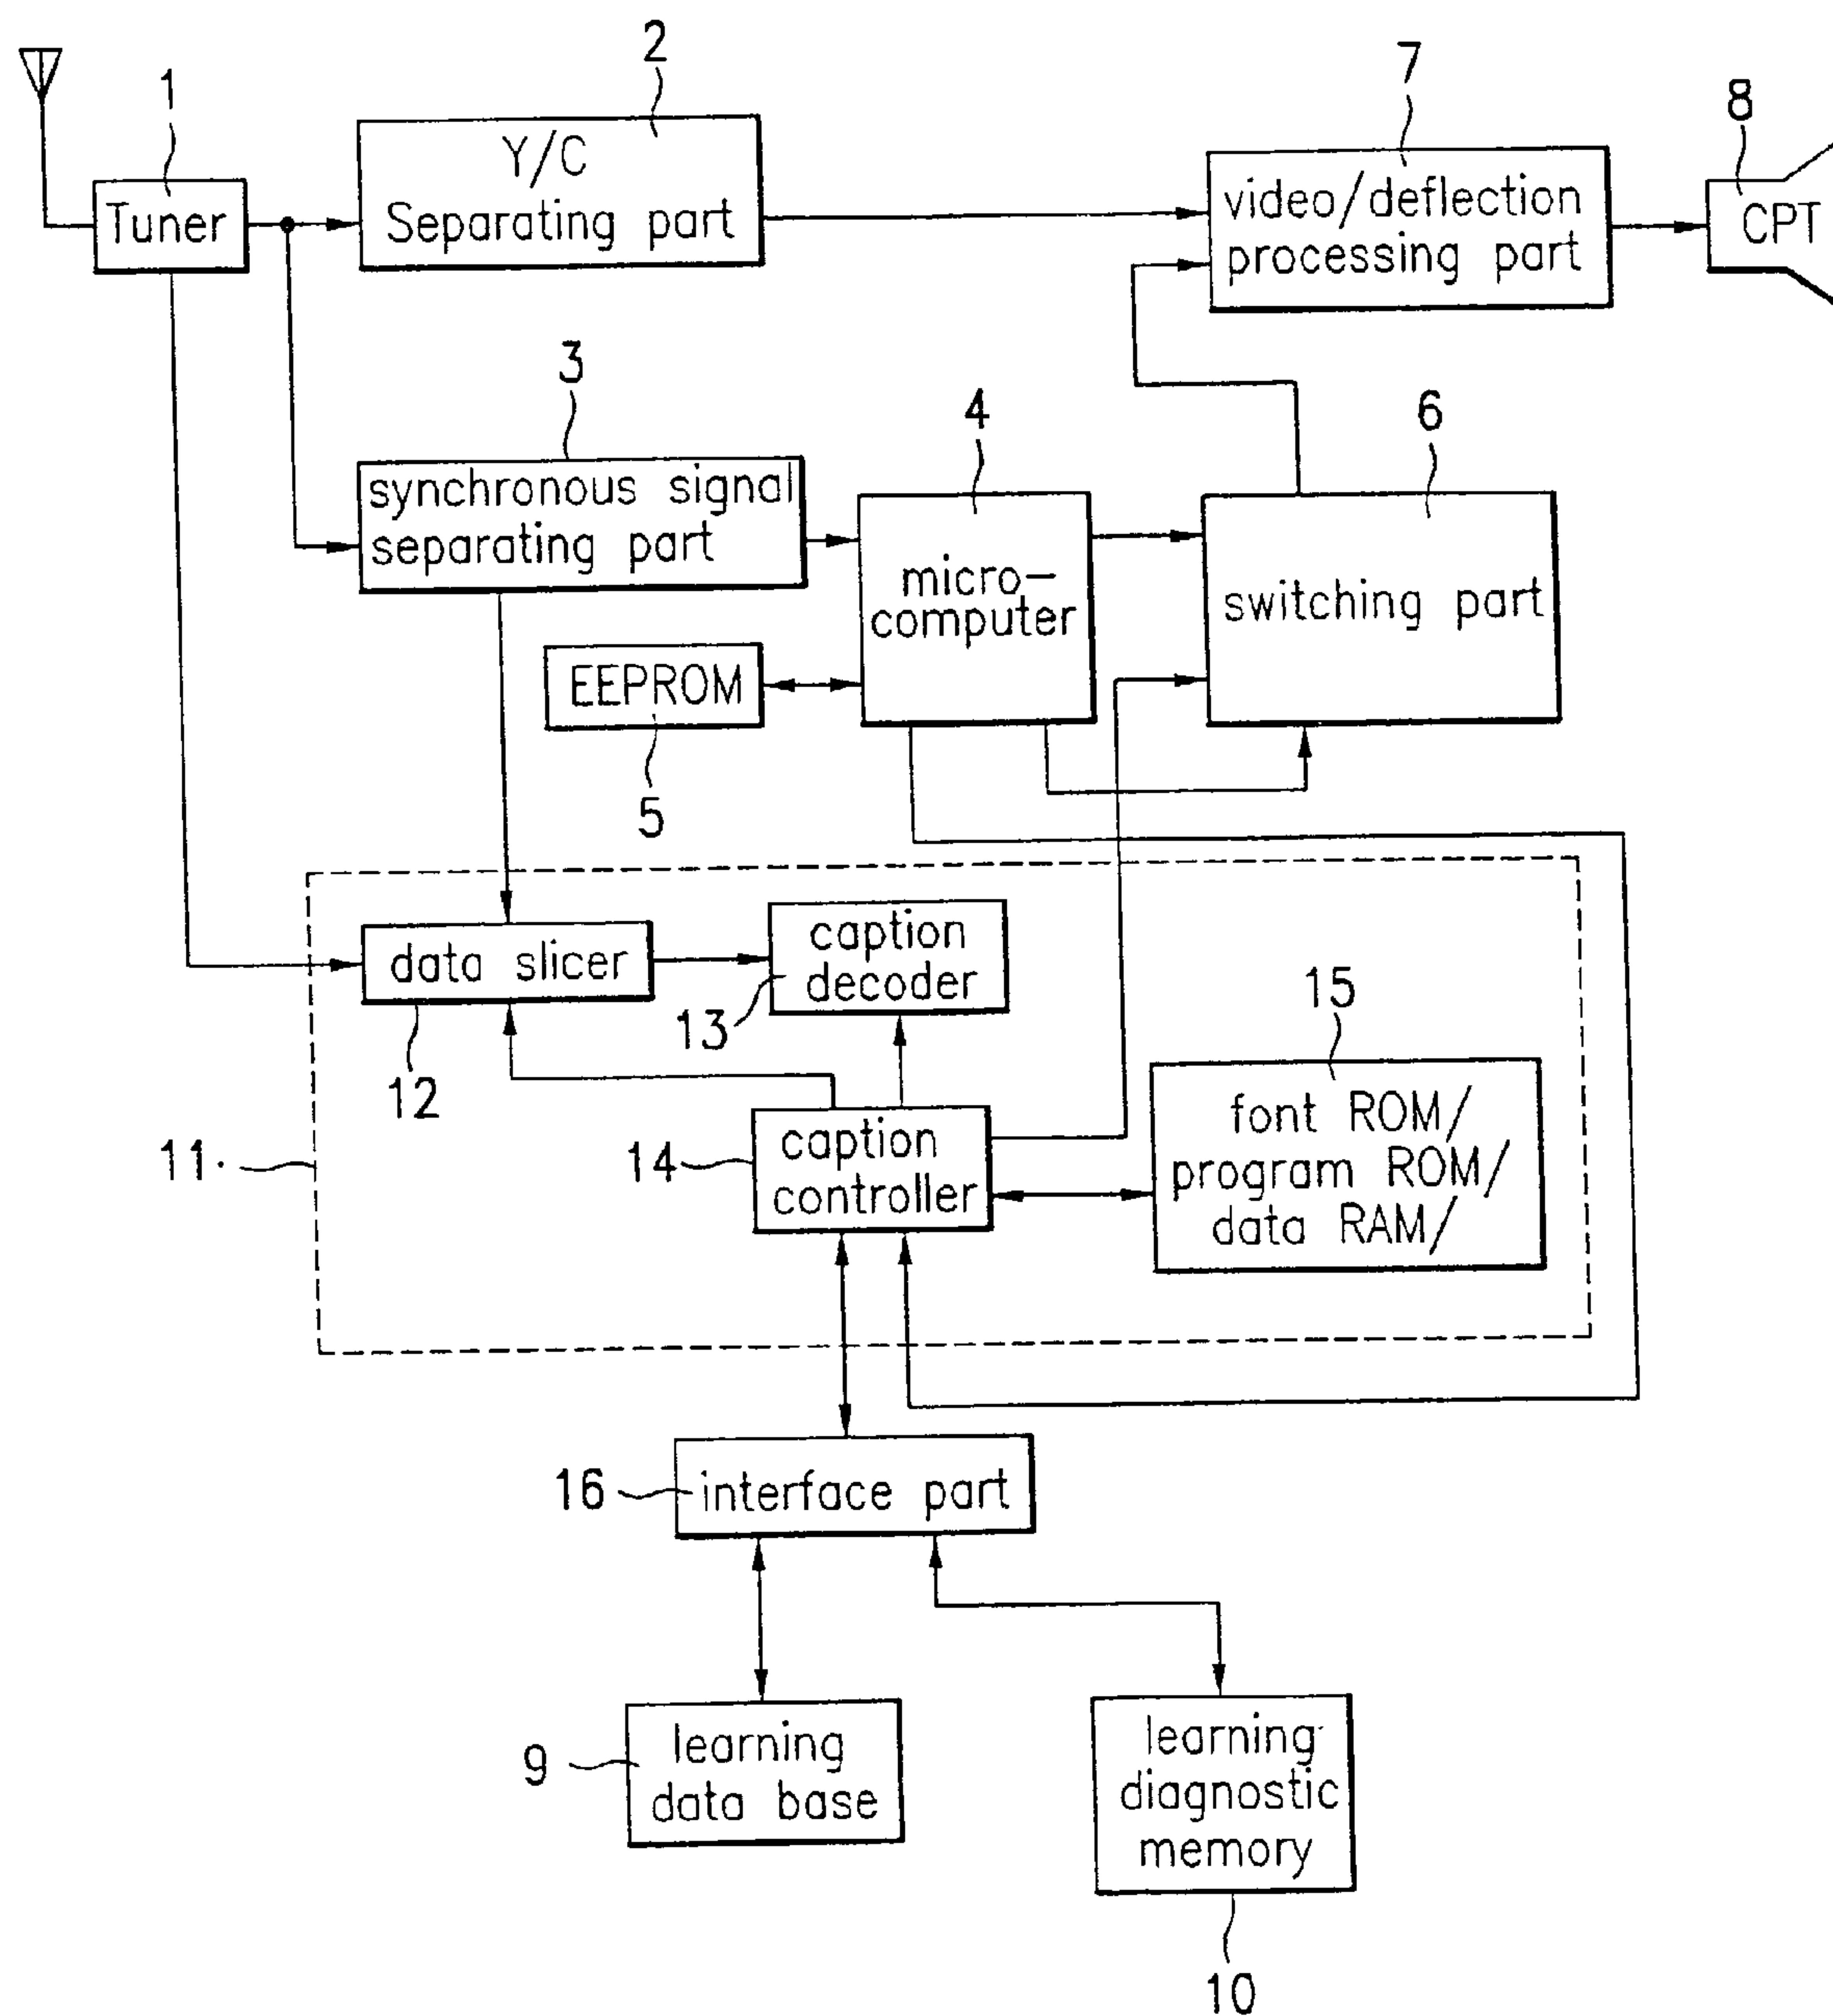 1
Tuner
2
Y/C
Separating part
7
video/deflection
processing part
8
CPT
3
synchronous signal
separating part
4
micro-
computer
6
switching part
EEPROM
5
data slicer
12
caption
decoder
13
11
14
caption
controller
15
font ROM/
program ROM/
data RAM/
16
interface part
9
learning
data base
learning
diagnostic
memory
10